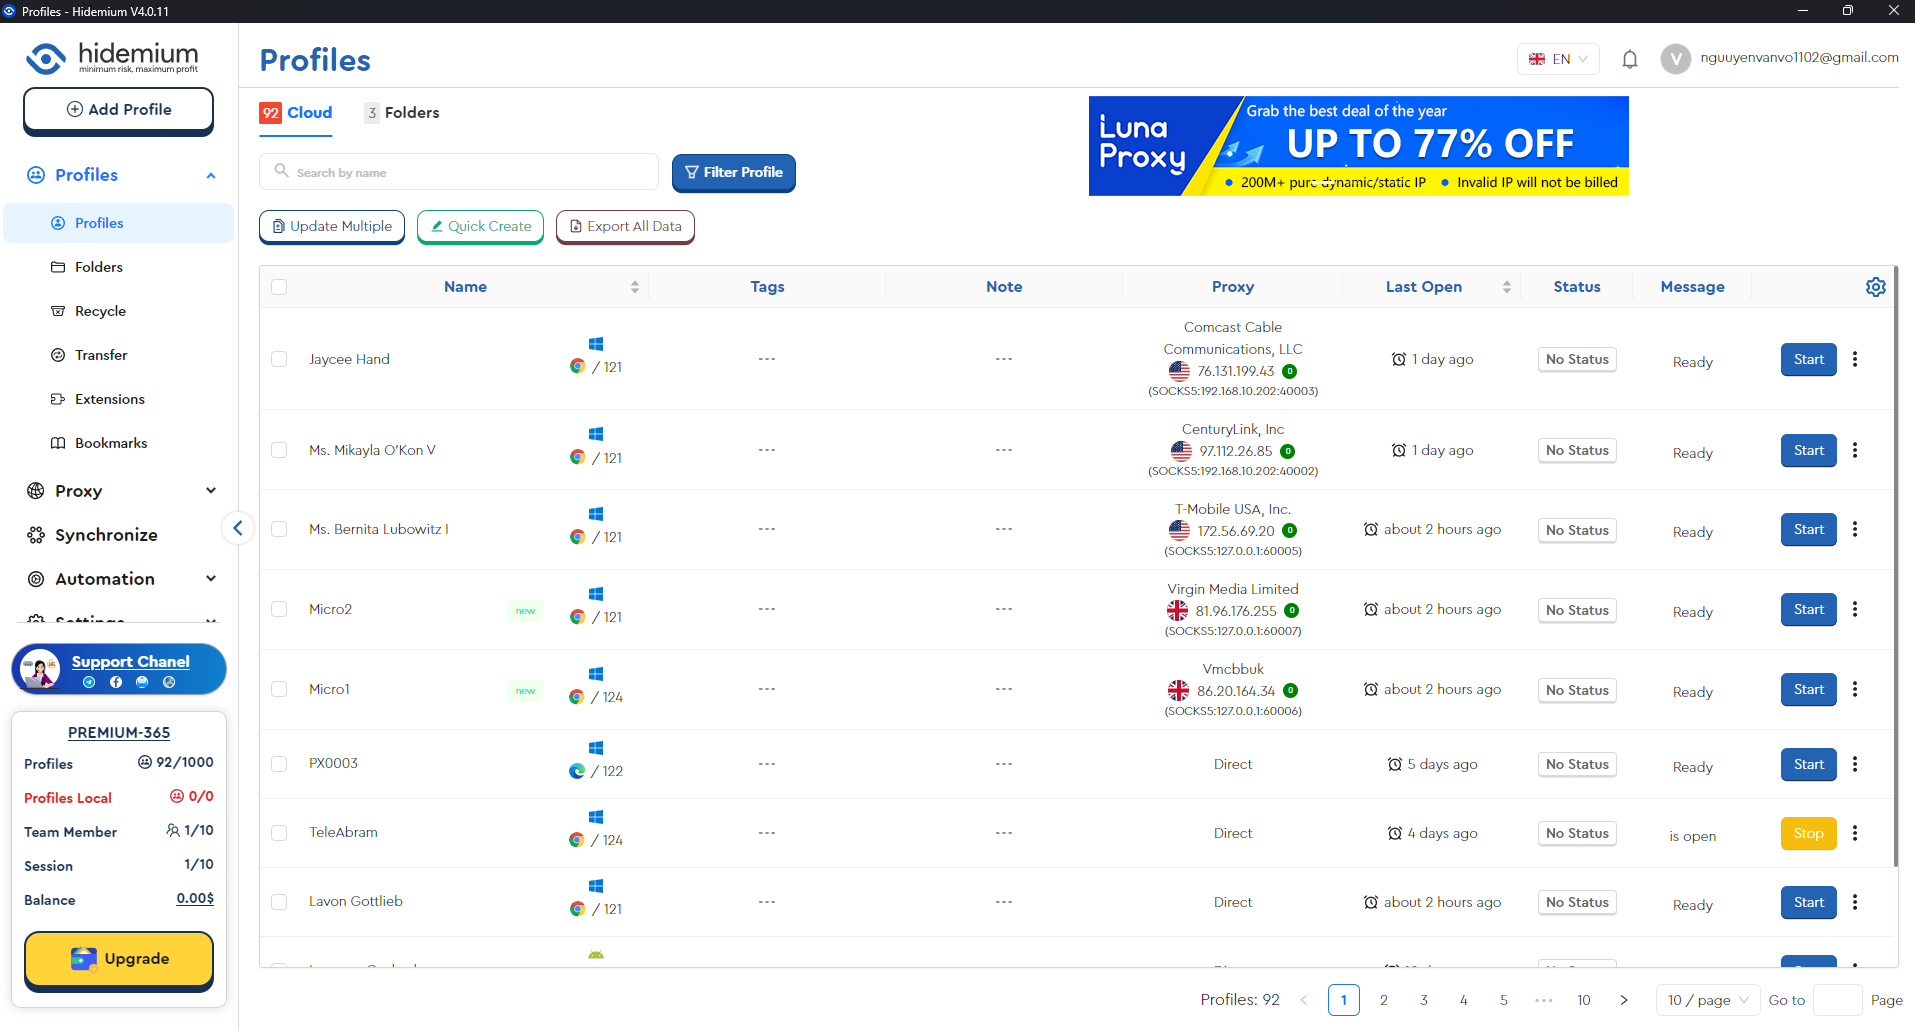 Profiles - Hidemium V4.0.11
hidemium
minimum risk, maximum profit
Add Profile
Profiles
Profiles
Folders
Recycle
Transfer
Extensions
Bookmarks
Proxy
Synchronize
Automation
Settings
Support Chanel
PREMIUM-365
Profiles 92/1000
Profiles Local 0/0
Team Member 1/10
Session 1/10
Balance 0.00$
Upgrade
Profiles
EN
V
nguuyenvanvo1102@gmail.com
92 Cloud
3 Folders
Search by name
Filter Profile
Luna
Proxy
Grab the best deal of the year
UP TO 77% OFF
200M+ pure dynamic/static IP
Invalid IP will not be billed
Update Multiple
Quick Create
Export All Data
Name Tags Note Proxy Last Open Status Message
Jaycee Hand
/ 121
---
---
Comcast Cable
Communications, LLC
76.131.199.43 0
(SOCKS5:192.168.10.202:40003)
1 day ago
No Status
Ready
Start
Ms. Mikayla O'Kon V
/ 121
---
---
CenturyLink, Inc
97.112.26.85 0
(SOCKS5:192.168.10.202:40002)
1 day ago
No Status
Ready
Start
Ms. Bernita Lubowitz I
/ 121
---
---
T-Mobile USA, Inc.
172.56.69.20 0
(SOCKS5:127.0.0.1:60005)
about 2 hours ago
No Status
Ready
Start
Micro2
new
/ 121
---
---
Virgin Media Limited
81.96.176.255 0
(SOCKS5:127.0.0.1:60007)
about 2 hours ago
No Status
Ready
Start
Micro1
new
/ 124
---
---
Vmcbbuk
86.20.164.34 0
(SOCKS5:127.0.0.1:60006)
about 2 hours ago
No Status
Ready
Start
PX0003
/ 122
---
---
Direct
5 days ago
No Status
Ready
Start
TeleAbram
/ 124
---
---
Direct
4 days ago
No Status
is open
Stop
Lavon Gottlieb
/ 121
---
---
Direct
about 2 hours ago
No Status
Ready
Start
Profiles: 92 < 1 2 3 4 5 ••• 10 > 10 / page Go to Page